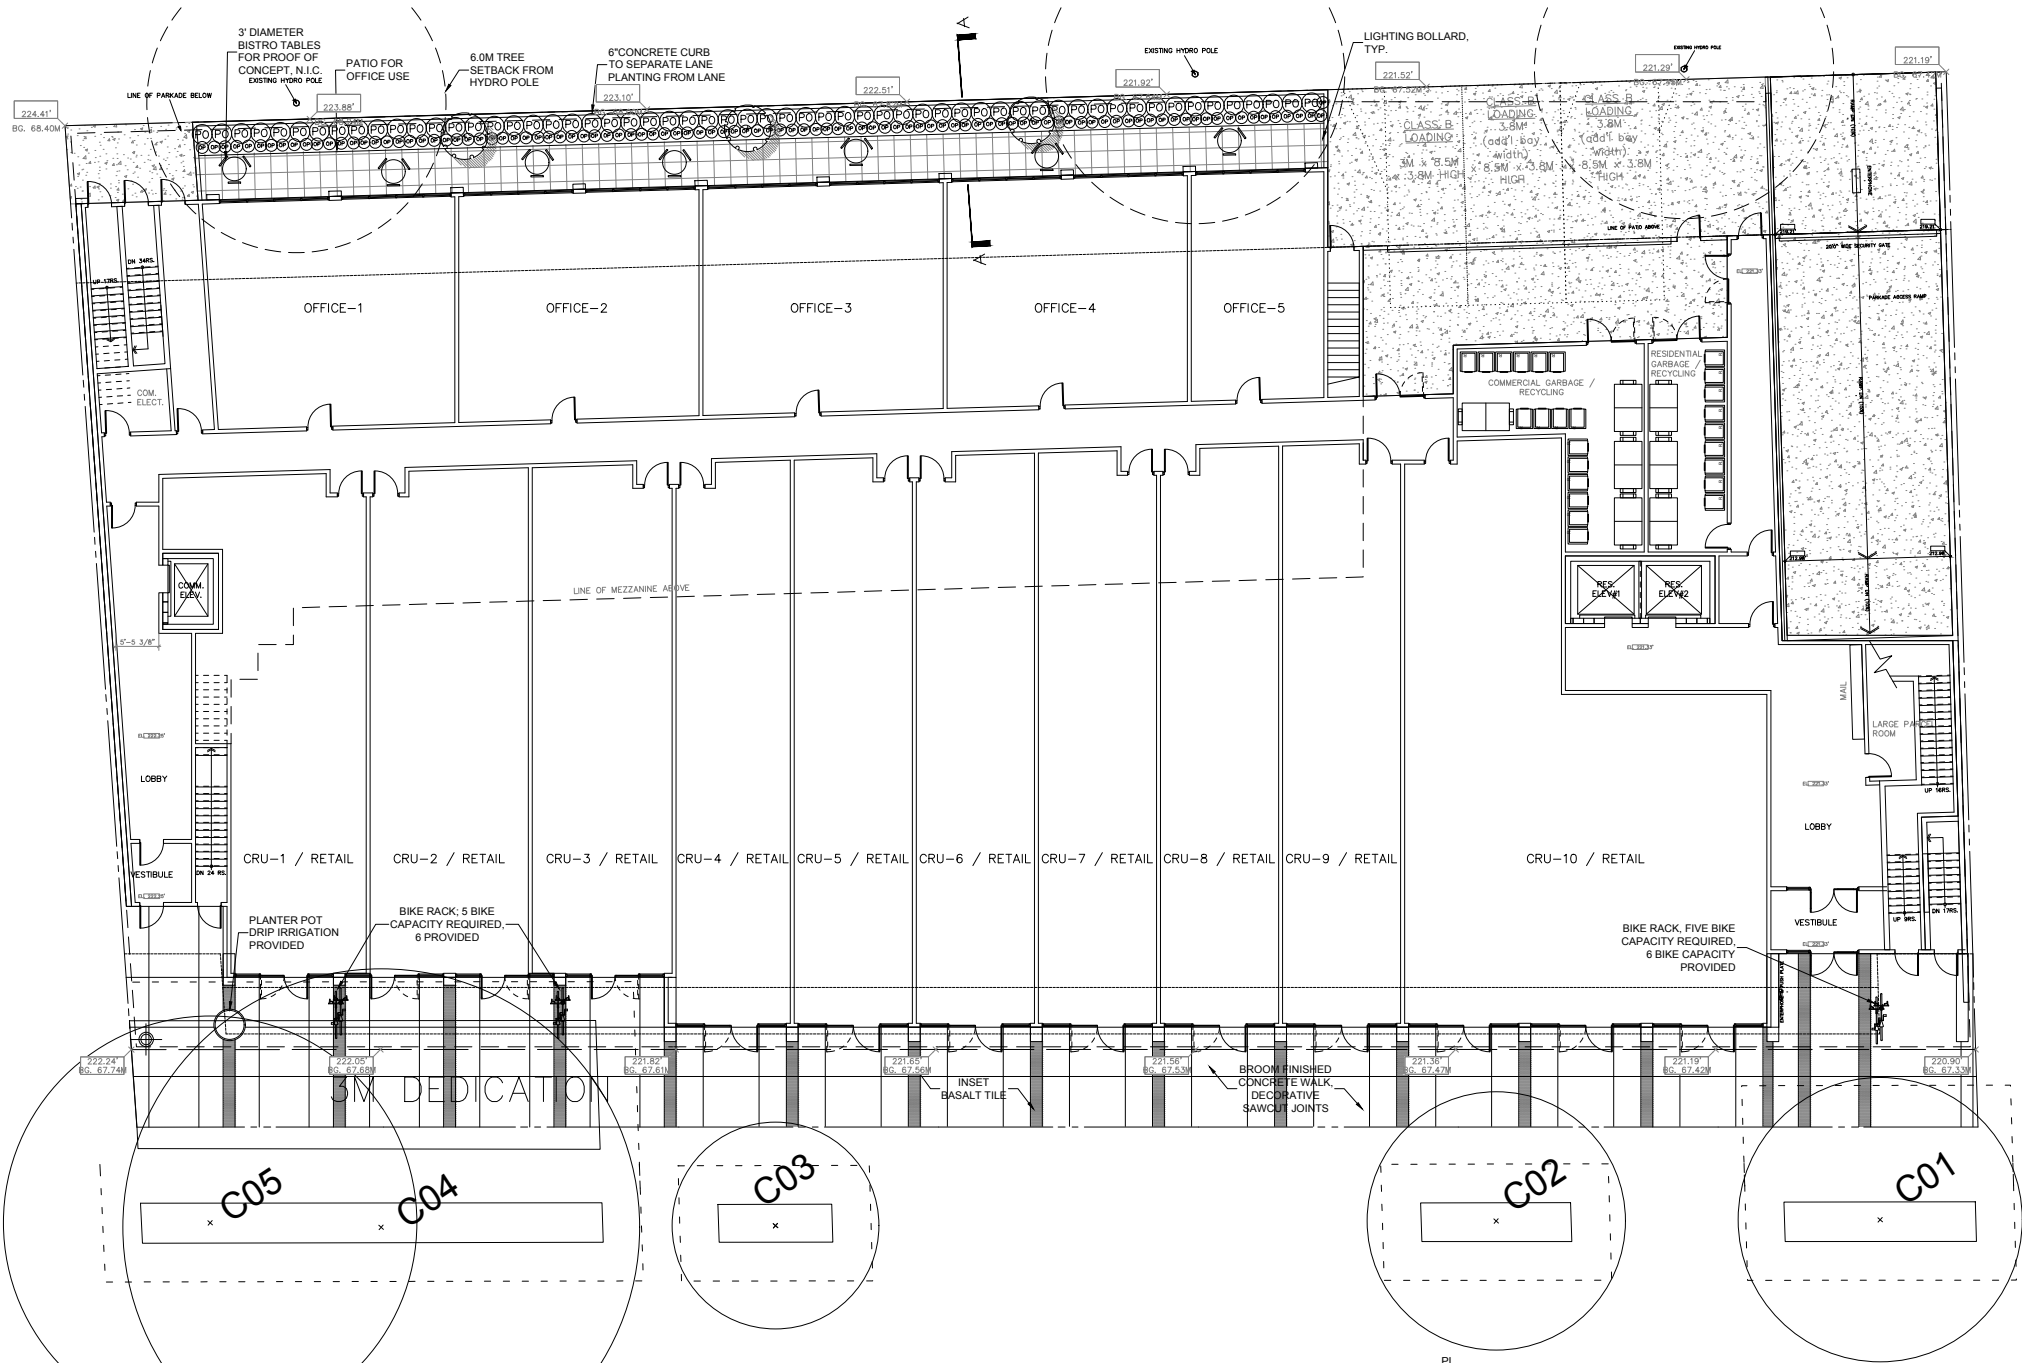 3' DIAMETER
BISTRO TABLES
FOR PROOF OF
CONCEPT, N.I.C.
EXISTING HYDRO POLE
PATIO FOR
OFFICE USE
6.0M TREE
SETBACK FROM
HYDRO POLE
6"CONCRETE CURB
TO SEPARATE LANE
PLANTING FROM LANE
A
EXISTING HYDRO POLE
LIGHTING BOLLARD,
TYP.
EXISTING HYDRO POLE
LINE OF PARKADE BELOW
224.41'
BG. 68.40M
223.88'
223.10'
222.51'
221.92'
221.52'
221.29'
221.19'
CLASS B
LOADING
3M x 8.5M
x 3.8M HIGH
CLASS B
LOADING
3.8M
(add'l bay
width)
x 8.5M x 3.8M
HIGH
CLASS B
LOADING
3.8M
(add'l bay
width)
x 8.5M x 3.8M
HIGH
LINE OF PATIO ABOVE
20'0" WIDE SECURITY GATE
PARKADE ACCESS RAMP
A
UP 17RS.
DN 34RS.
OFFICE-1
OFFICE-2
OFFICE-3
OFFICE-4
OFFICE-5
COM.
ELECT.
COMMERCIAL GARBAGE /
RECYCLING
RESIDENTIAL
GARBAGE /
RECYCLING
COMM.
ELEV.
LINE OF MEZZANINE ABOVE
RES.
ELEV#1
RES.
ELEV#2
5'-5 3/8"
MAIL
LARGE PARCEL
ROOM
UP 16RS.
LOBBY
LOBBY
VESTIBULE
DN 24 RS.
CRU-1 / RETAIL
CRU-2 / RETAIL
CRU-3 / RETAIL
CRU-4 / RETAIL
CRU-5 / RETAIL
CRU-6 / RETAIL
CRU-7 / RETAIL
CRU-8 / RETAIL
CRU-9 / RETAIL
CRU-10 / RETAIL
VESTIBULE
UP 9RS.
DN 17RS.
PLANTER POT
DRIP IRRIGATION
PROVIDED
BIKE RACK; 5 BIKE
CAPACITY REQUIRED,
6 PROVIDED
BIKE RACK, FIVE BIKE
CAPACITY REQUIRED,
6 BIKE CAPACITY
PROVIDED
222.24'
BG. 67.74M
222.05'
BG. 67.68M
221.82'
BG. 67.61M
221.65'
BG. 67.56M
221.56'
BG. 67.53M
221.36'
BG. 67.47M
221.19'
BG. 67.42M
220.90'
BG. 67.33M
3M DEDICATION
INSET
BASALT TILE
BROOM FINISHED
CONCRETE WALK,
DECORATIVE
SAWCUT JOINTS
C05
C04
C03
C02
C01